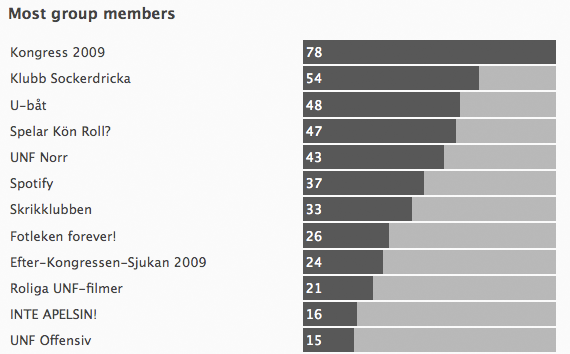 Most group members
Kongress 2009 78
Klubb Sockerdricka 54
U-båt 48
Spelar Kön Roll? 47
UNF Norr 43
Spotify 37
Skrikklubben 33
Fotleken forever! 26
Efter-Kongressen-Sjukan 2009 24
Roliga UNF-filmer 21
INTE APELSIN! 16
UNF Offensiv 15